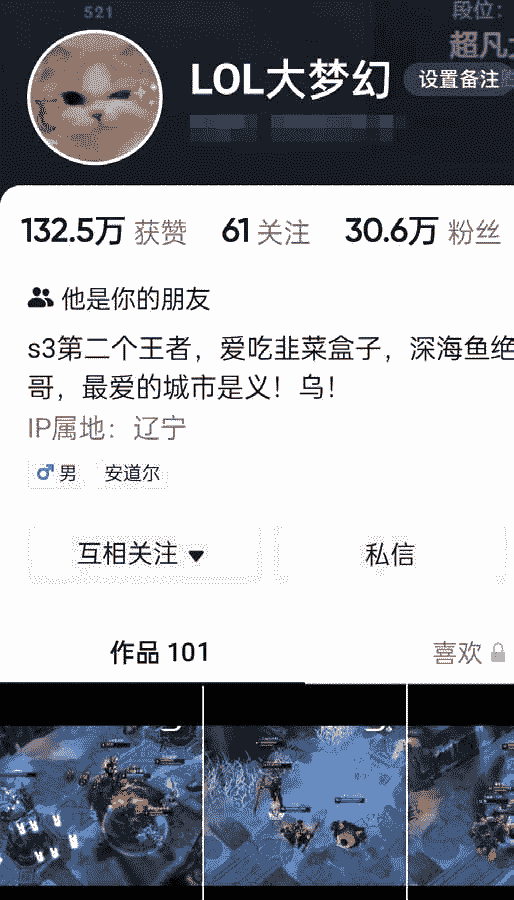 521
段位：
超凡大
LOL大梦幻
设置备注
132.5万 获赞 61 关注 30.6万 粉丝
他是你的朋友
s3第二个王者，爱吃韭菜盒子，深海鱼绝
哥，最爱的城市是义！乌！
IP属地：辽宁
男 安道尔
互相关注 私信
作品 101 喜欢